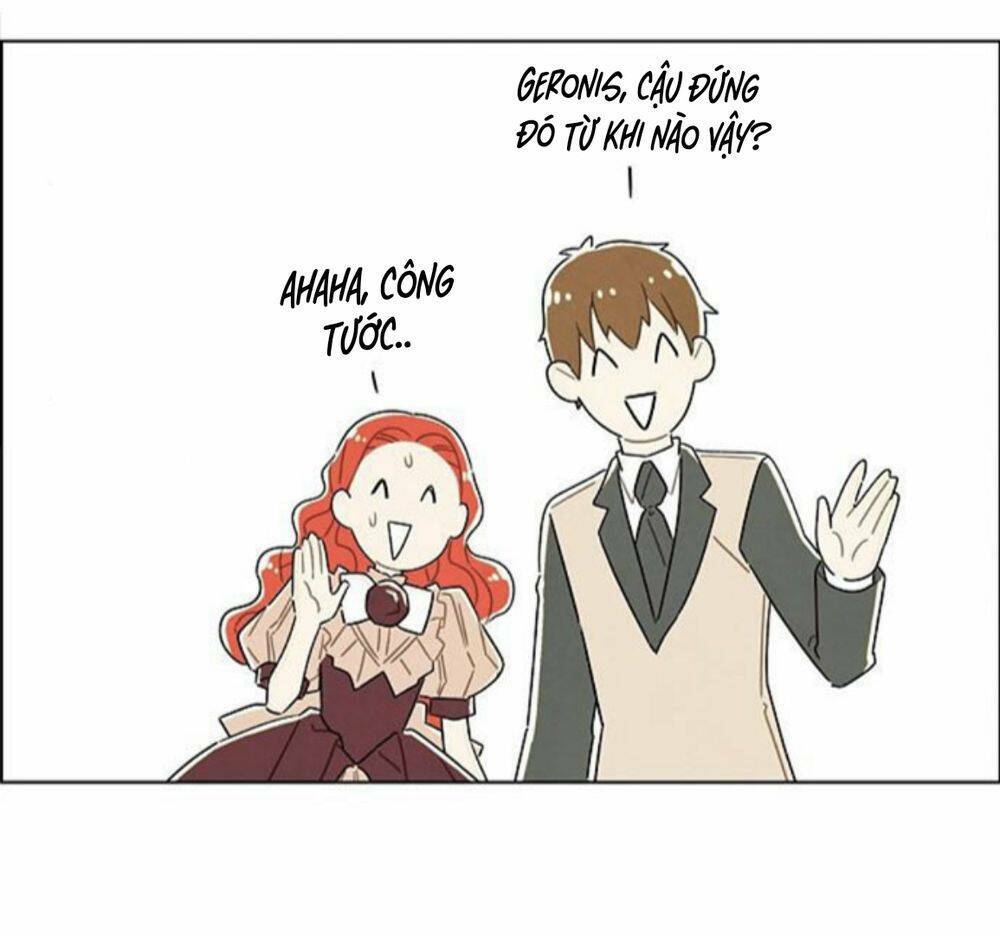 GERONIS, CẬU ĐỨNG
ĐÓ TỪ KHI NÀO VẬY?
AHAHA, CÔNG
TƯỚC..